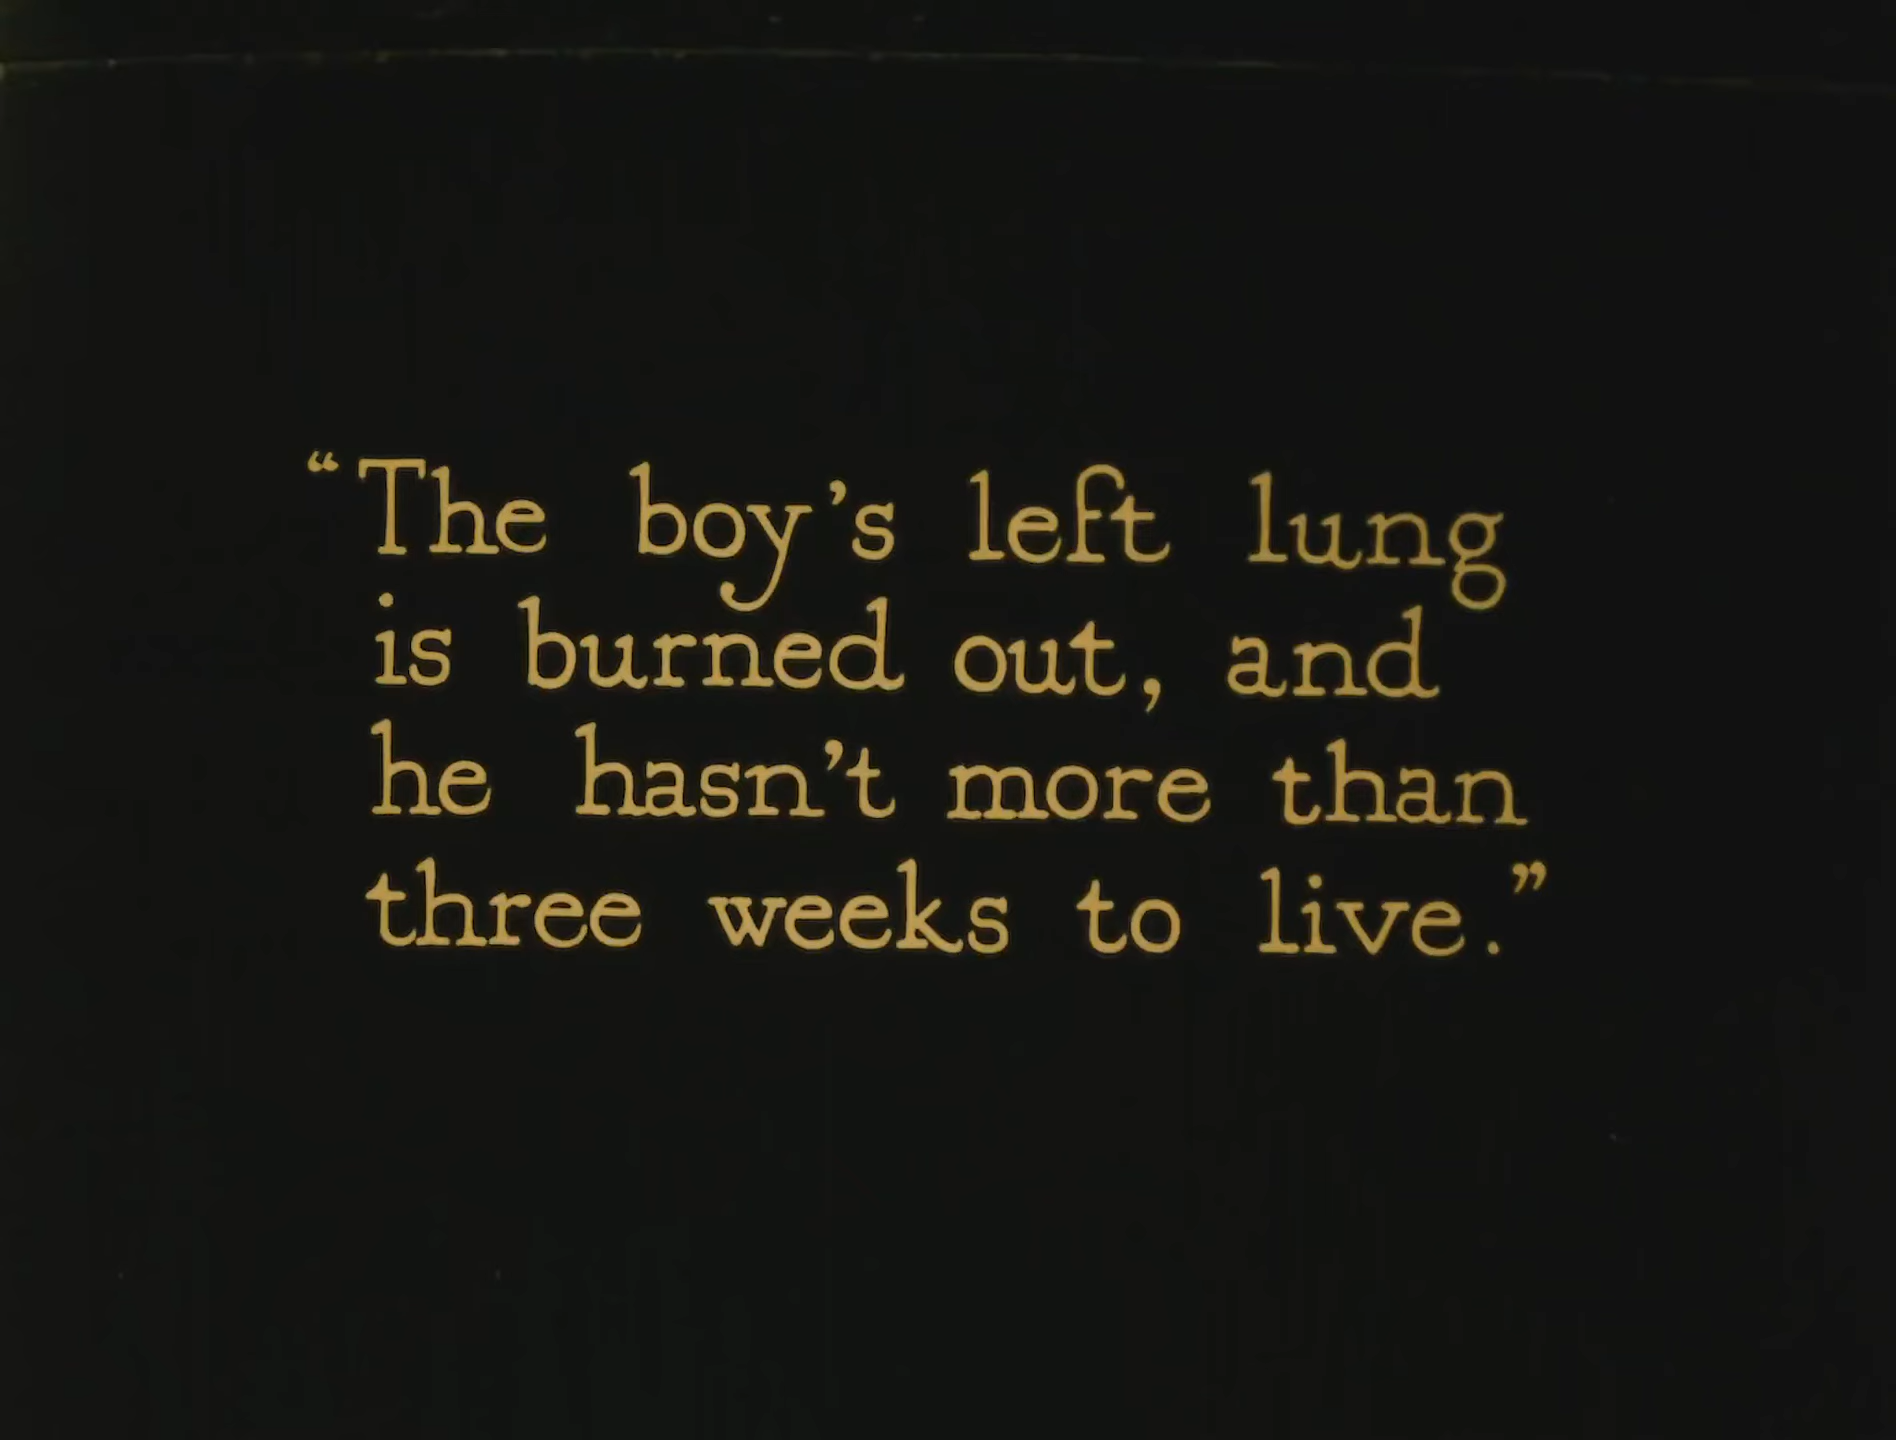 “The boy’s left lung
is burned out, and
he hasn’t more than
three weeks to live.”